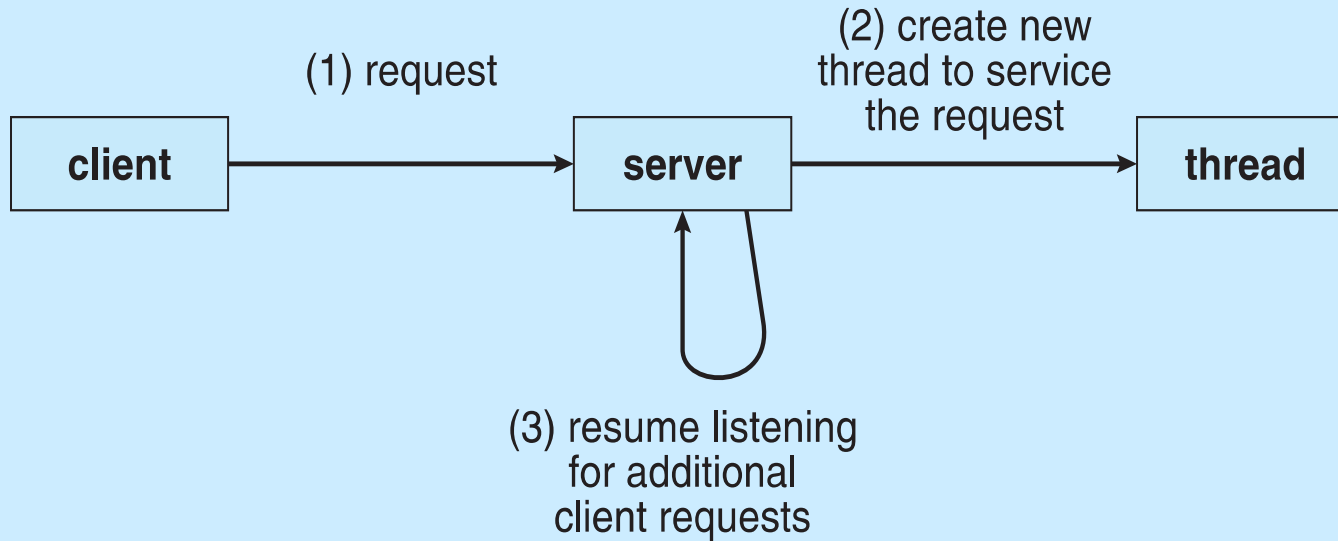 (1) request
(2) create new
thread to service
the request
client
server
thread
(3) resume listening
for additional
client requests